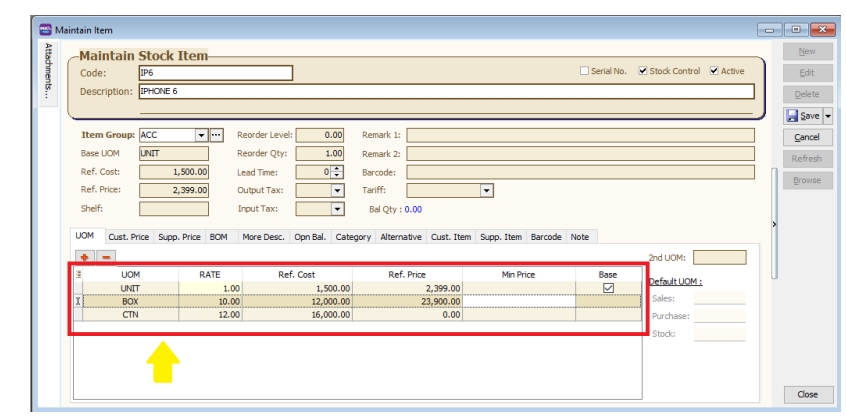 Maintain Item
Attachments...
Maintain Stock Item
Code: IP6
Serial No. Stock Control Active
Description: IPHONE 6
Item Group: ACC Reorder Level: 0.00 Remark 1:
Base UOM UNIT Reorder Qty: 1.00 Remark 2:
Ref. Cost: 1,500.00 Lead Time: 0 Barcode:
Ref. Price: 2,399.00 Output Tax: Tariff:
Shelf: Input Tax: Bal Qty : 0.00
UOM Cust. Price Supp. Price BOM More Desc. Opn Bal. Category Alternative Cust. Item Supp. Item Barcode Note
2nd UOM:
UOM RATE Ref. Cost Ref. Price Min Price Base
UNIT 1.00 1,500.00 2,399.00
BOX 10.00 12,000.00 23,900.00
CTN 12.00 16,000.00 0.00
Default UOM :
Sales:
Purchase:
Stock:
New
Edit
Delete
Save
Cancel
Refresh
Browse
Close